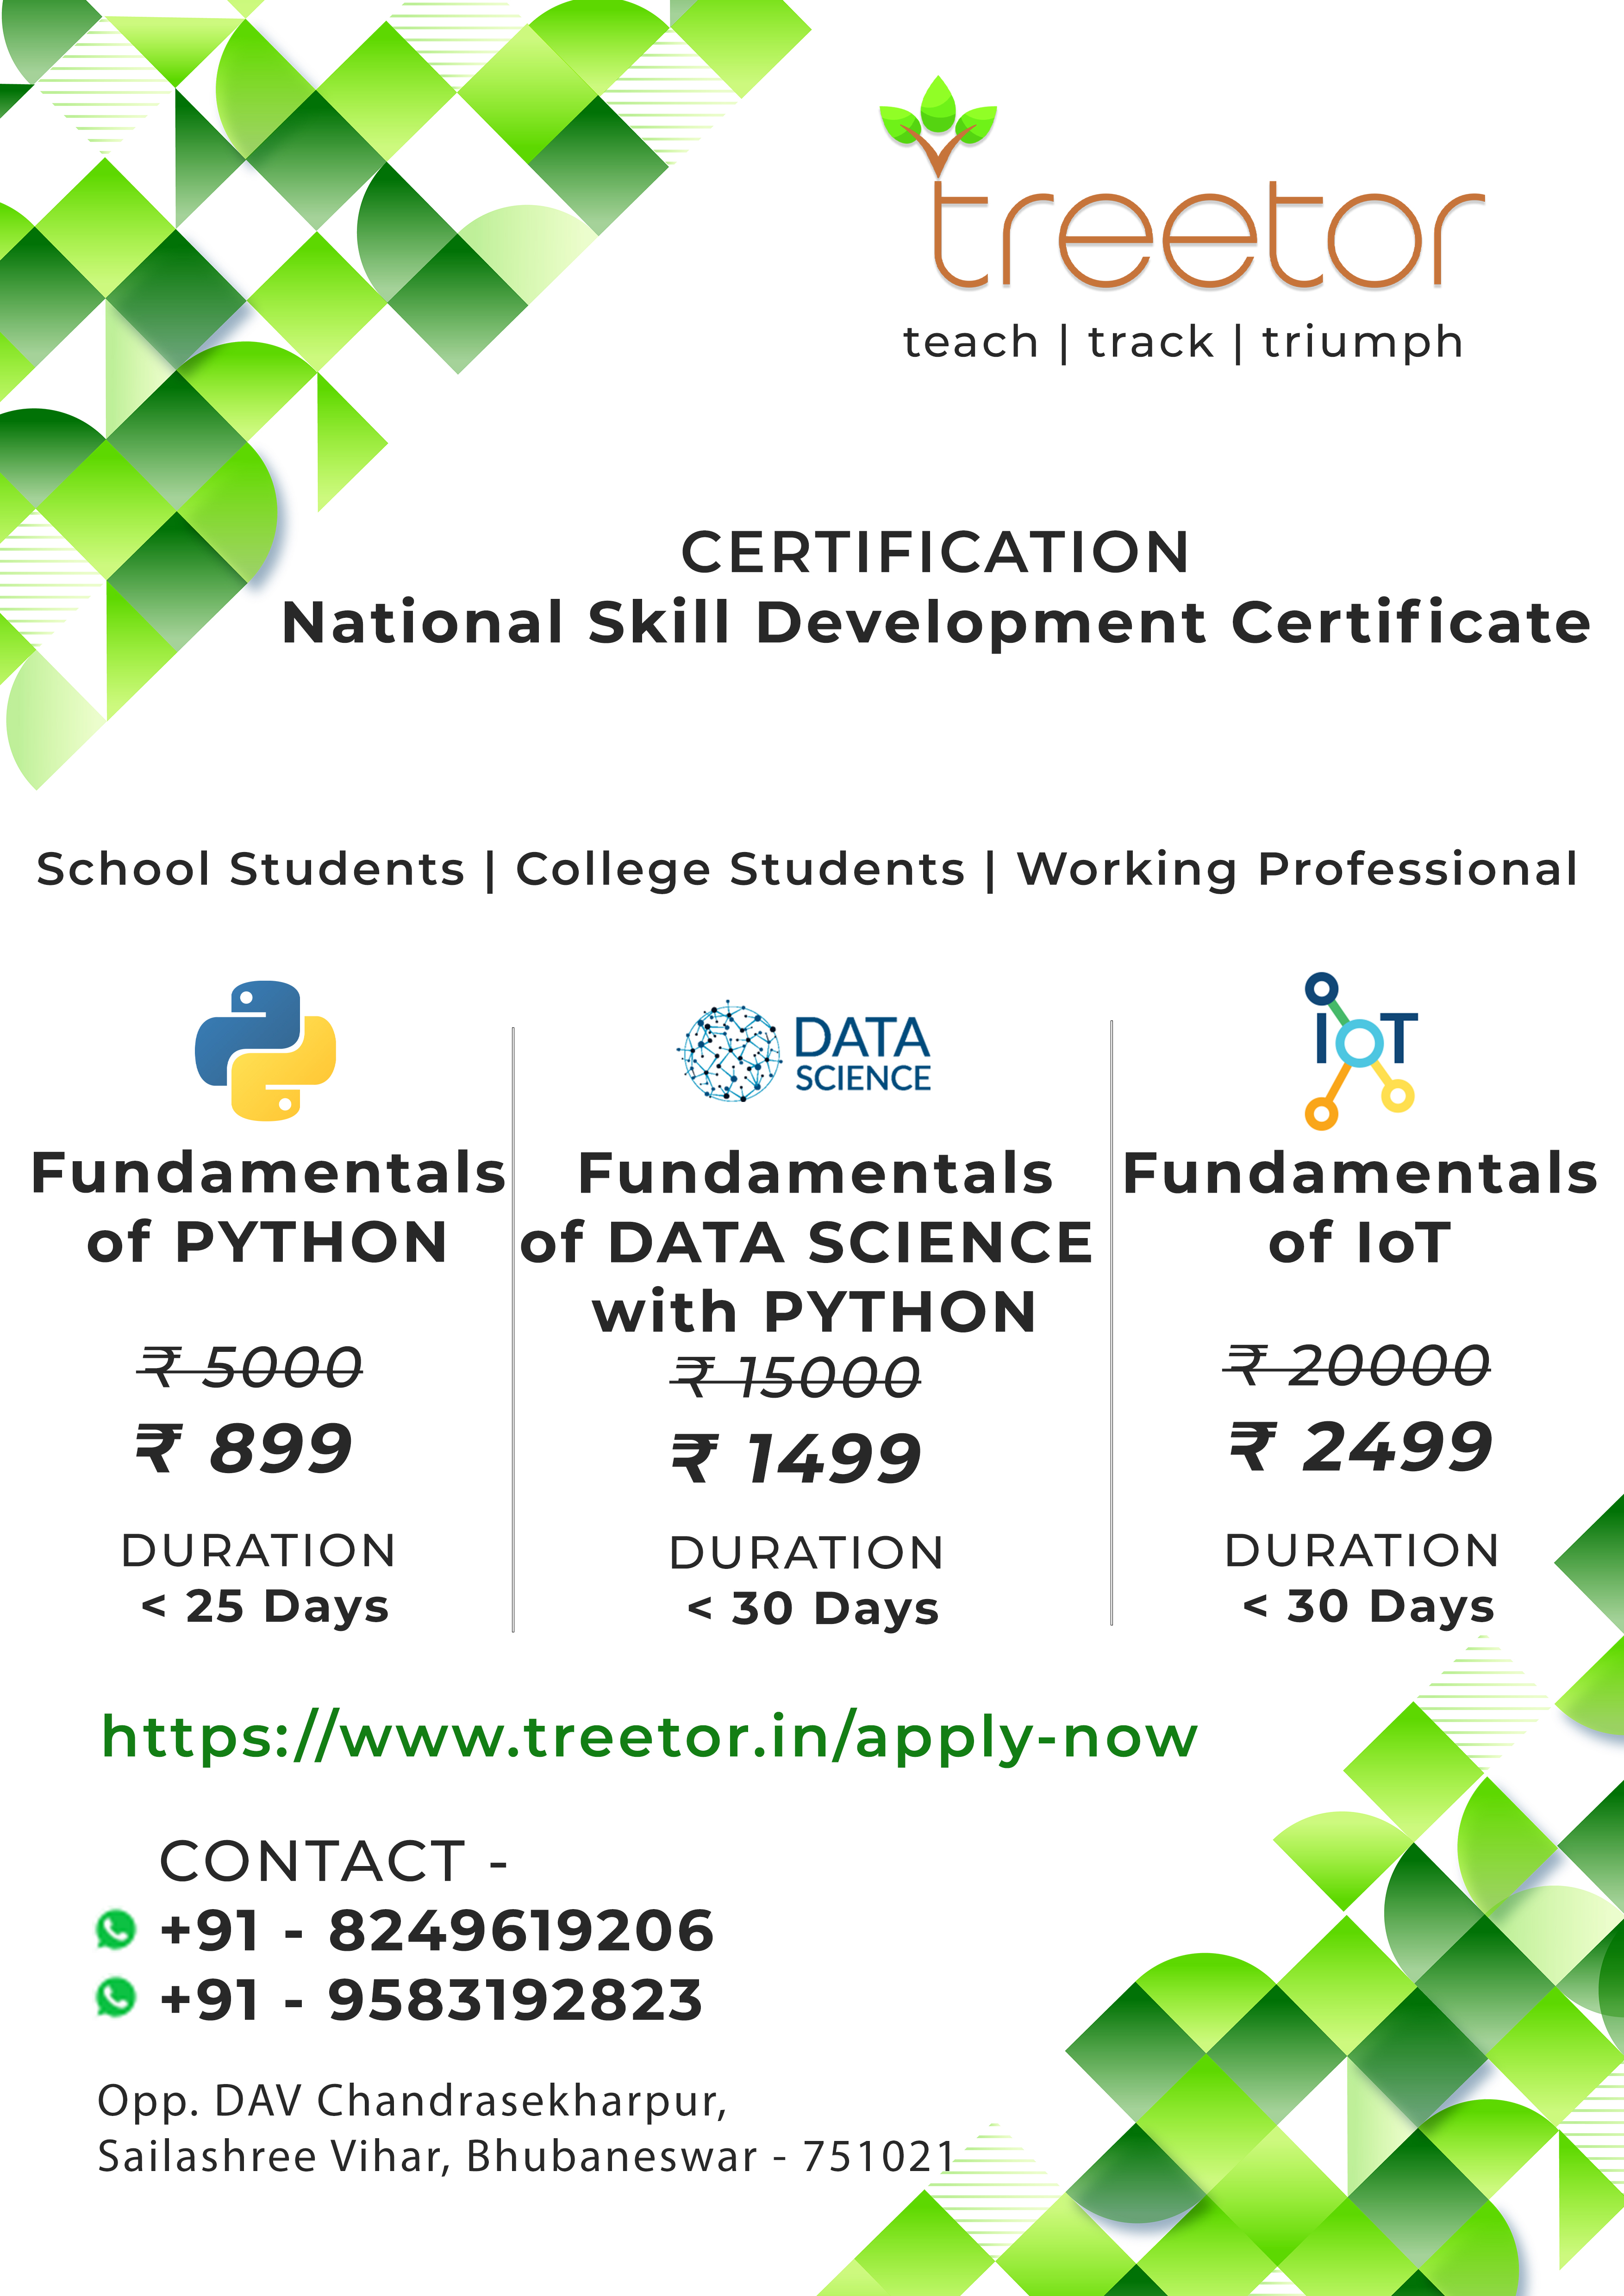 treetor
teach | track | triumph
CERTIFICATION
National Skill Development Certificate
School Students | College Students | Working Professional
Fundamentals
of PYTHON
₹ 5000
₹ 899
DURATION
< 25 Days
DATA
SCIENCE
Fundamentals
of DATA SCIENCE
with PYTHON
₹ 15000
₹ 1499
DURATION
< 30 Days
IoT
Fundamentals
of IoT
₹ 20000
₹ 2499
DURATION
< 30 Days
https://www.treetor.in/apply-now
CONTACT -
+91 - 8249619206
+91 - 9583192823
Opp. DAV Chandrasekharpur,
Sailashree Vihar, Bhubaneswar - 751021